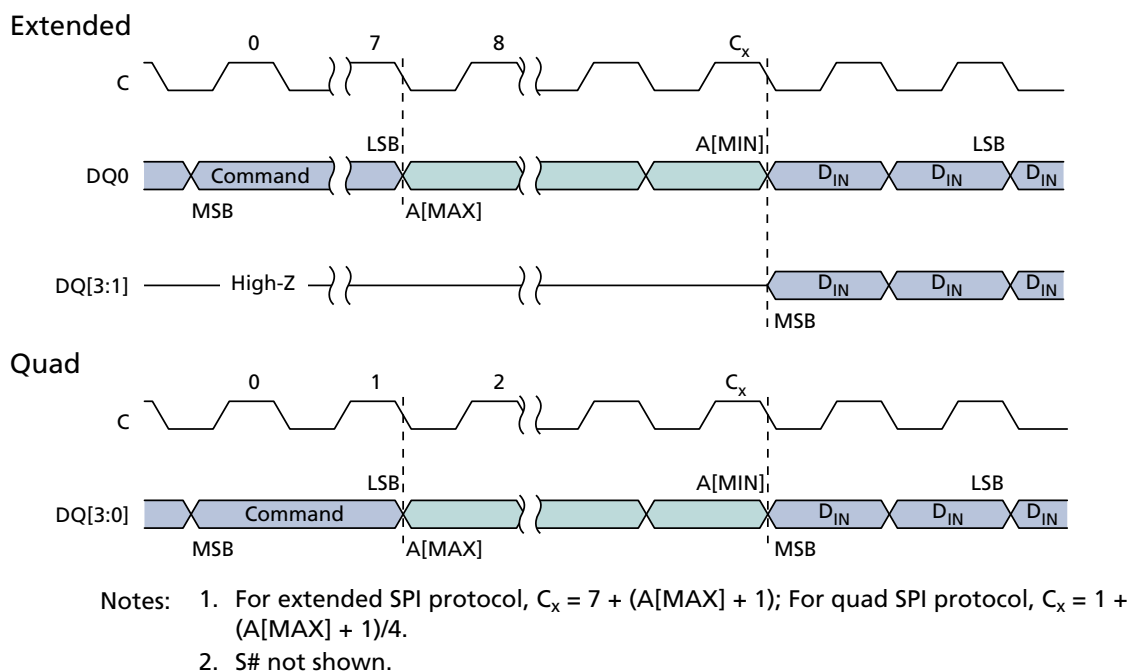 Extended
0 7 8 Cx
C
LSB A[MIN] LSB
DQ0 Command DIN DIN DIN
MSB A[MAX]
DQ[3:1] High-Z DIN DIN DIN
MSB
Quad
0 1 2 Cx
C
LSB A[MIN] LSB
DQ[3:0] Command DIN DIN DIN
MSB A[MAX] MSB
Notes: 1. For extended SPI protocol, Cx = 7 + (A[MAX] + 1); For quad SPI protocol, Cx = 1 +
(A[MAX] + 1)/4.
2. S# not shown.